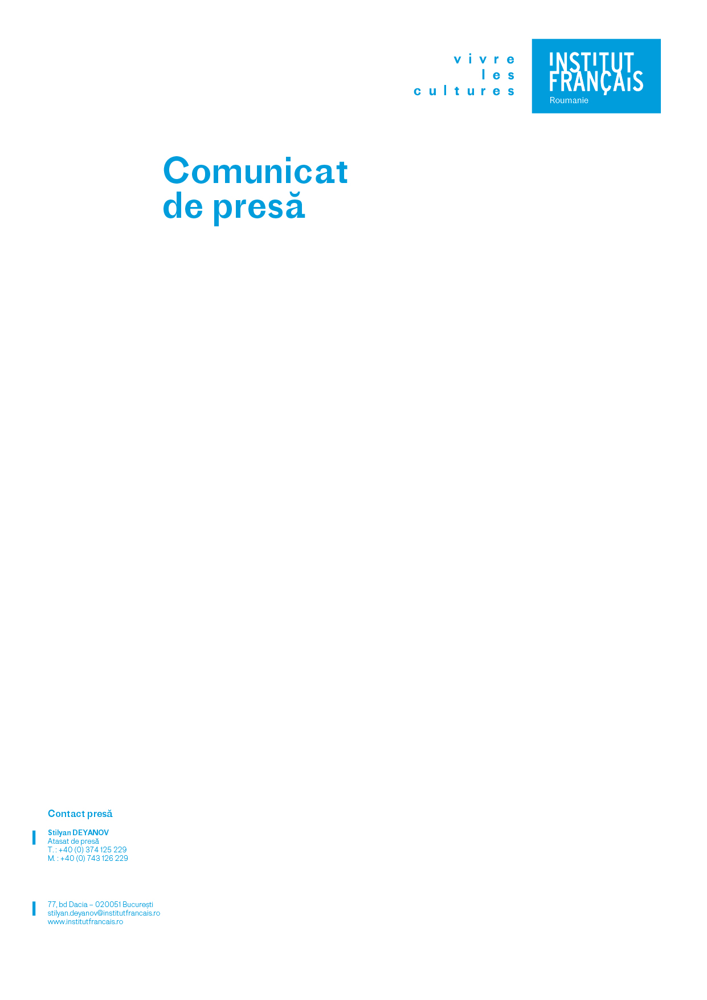 vivre
les
cultures
INSTITUT
FRANÇAIS
Roumanie
Comunicat
de presă
Contact presă
Stilyan DEYANOV
Atasat de presă
T. : +40 (0) 374 125 229
M. : +40 (0) 743 126 229
77, bd Dacia – 020051 București
stilyan.deyanov@institutfrancais.ro
www.institutfrancais.ro